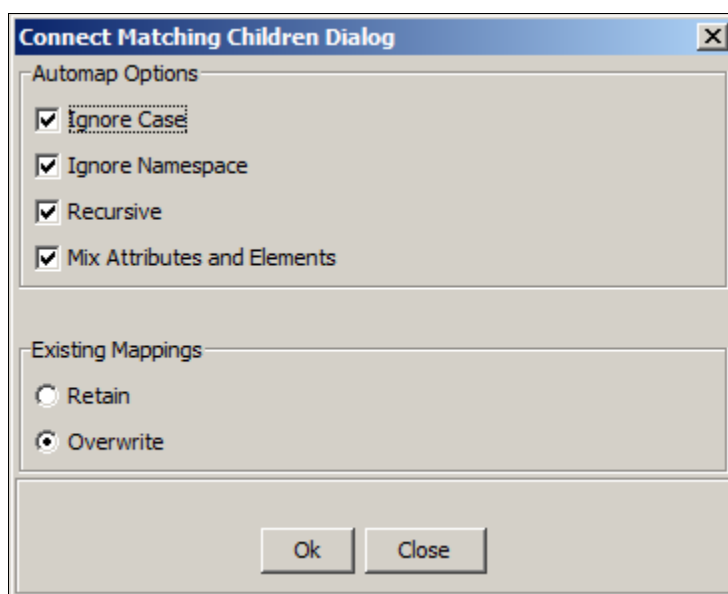 Connect Matching Children Dialog
Automap Options
Ignore Case
Ignore Namespace
Recursive
Mix Attributes and Elements
Existing Mappings
Retain
Overwrite
Ok Close